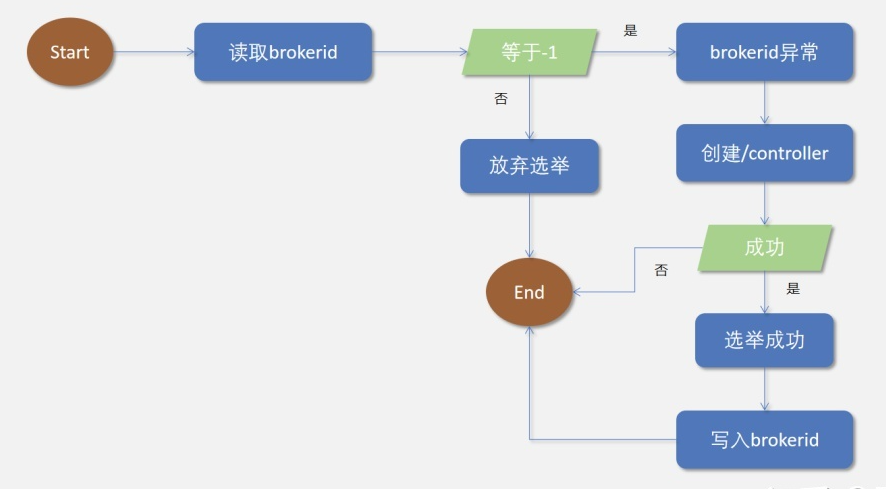 Start
读取brokerid
等于-1
是
brokerid异常
否
放弃选举
创建/controller
成功
否
是
End
选举成功
写入brokerid